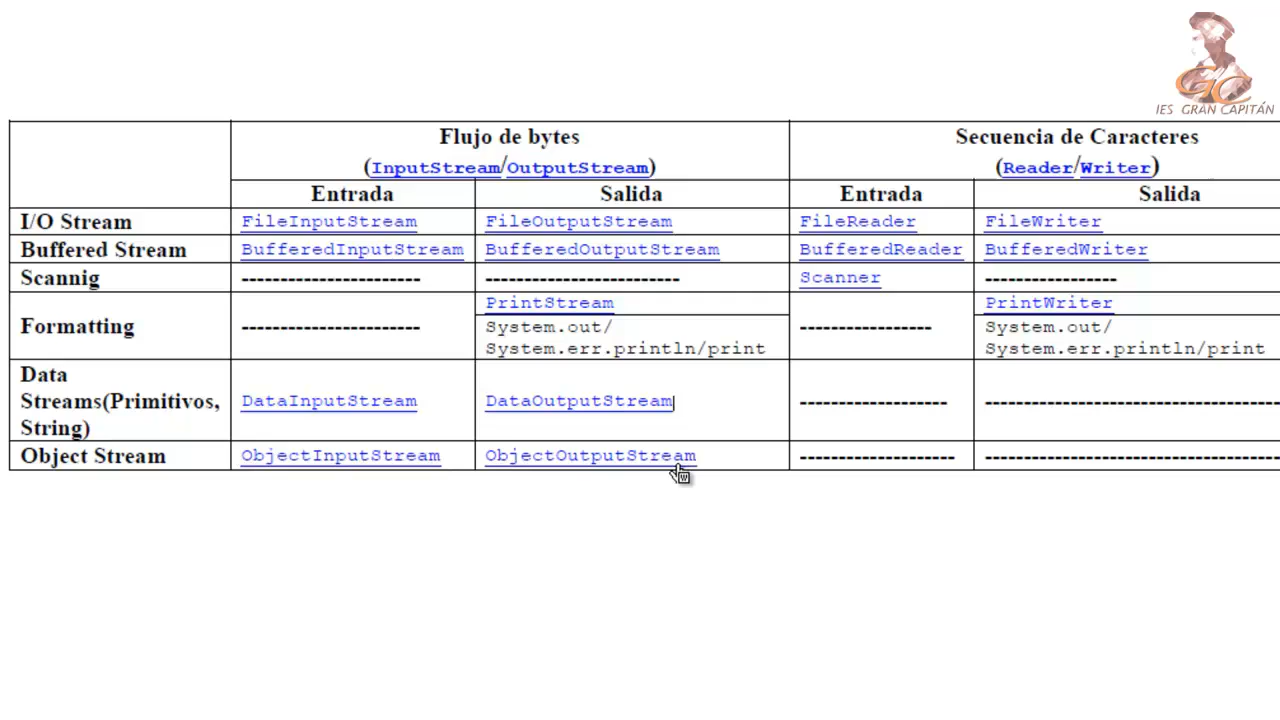 GC
IES GRAN CAPITÁN
Flujo de bytes
(InputStream/OutputStream)
Secuencia de Caracteres
(Reader/Writer)
Entrada
Salida
Entrada
Salida
I/O Stream
FileInputStream
FileOutputStream
FileReader
FileWriter
Buffered Stream
BufferedInputStream
BufferedOutputStream
BufferedReader
BufferedWriter
Scannig
----------------------
------------------------
Scanner
----------------
Formatting
----------------------
PrintStream
System.out/
System.err.println/print
----------------
PrintWriter
System.out/
System.err.println/print
Data
Streams(Primitivos,
String)
DataInputStream
DataOutputStream
------------------
------------------------------------
Object Stream
ObjectInputStream
ObjectOutputStream
-------------------
------------------------------------